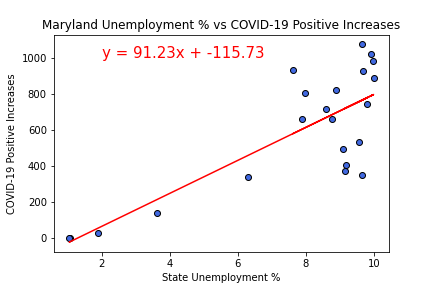 Maryland Unemployment % vs COVID-19 Positive Increases
y = 91.23x + -115.73
COVID-19 Positive Increases
1000
800
600
400
200
0
2 4 6 8 10
State Unemployment %